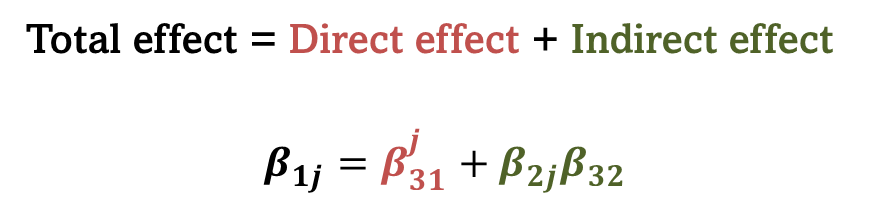 Total effect = Direct effect + Indirect effect
𝜷₁ⱼ = 𝜷ʲ₃₁ + 𝜷₂ⱼ𝜷₃₂